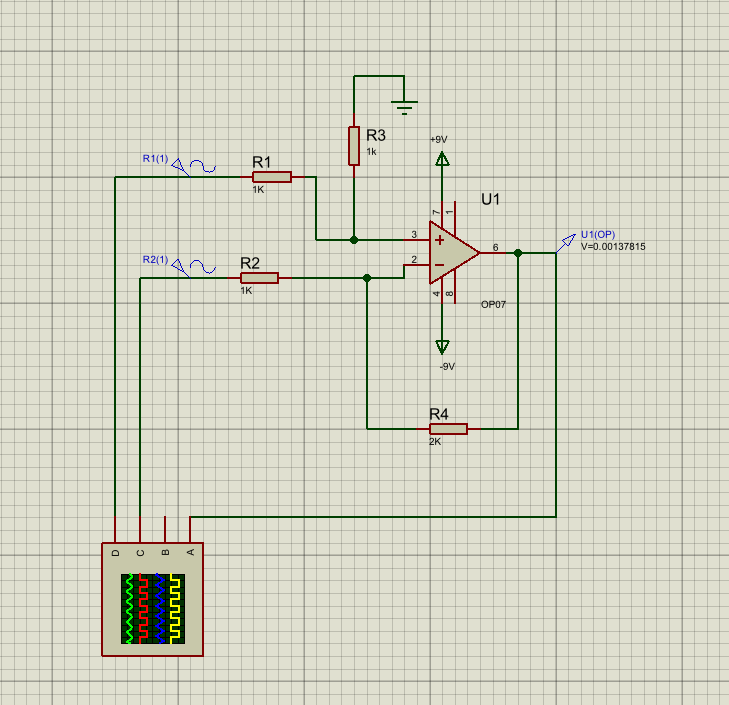 R3
1k
+9V
R1(1)
R1
1K
U1
7
1
3
6
U1(OP)
V=0.00137815
2
R2(1)
R2
1K
4
8
OP07
-9V
R4
2K
D
C
B
A